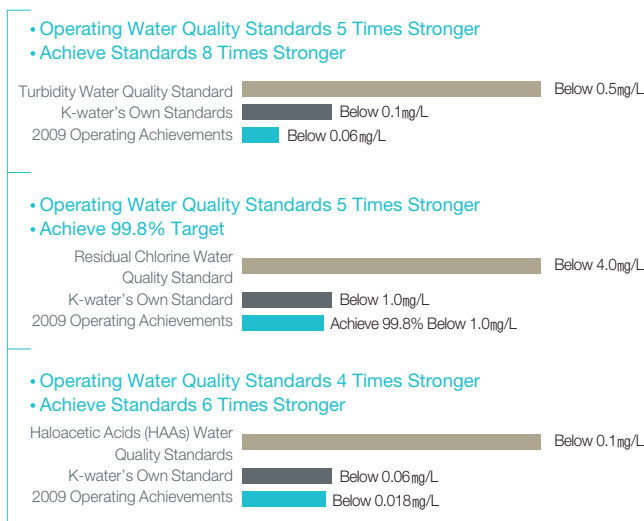 • Operating Water Quality Standards 5 Times Stronger
• Achieve Standards 8 Times Stronger
Turbidity Water Quality Standard Below 0.5㎎/L
K-water's Own Standards Below 0.1㎎/L
2009 Operating Achievements Below 0.06㎎/L
• Operating Water Quality Standards 5 Times Stronger
• Achieve 99.8% Target
Residual Chlorine Water
Quality Standard Below 4.0㎎/L
K-water's Own Standard Below 1.0㎎/L
2009 Operating Achievements Achieve 99.8% Below 1.0㎎/L
• Operating Water Quality Standards 4 Times Stronger
• Achieve Standards 6 Times Stronger
Haloacetic Acids (HAAs) Water
Quality Standards Below 0.1㎎/L
K-water's Own Standard Below 0.06㎎/L
2009 Operating Achievements Below 0.018㎎/L